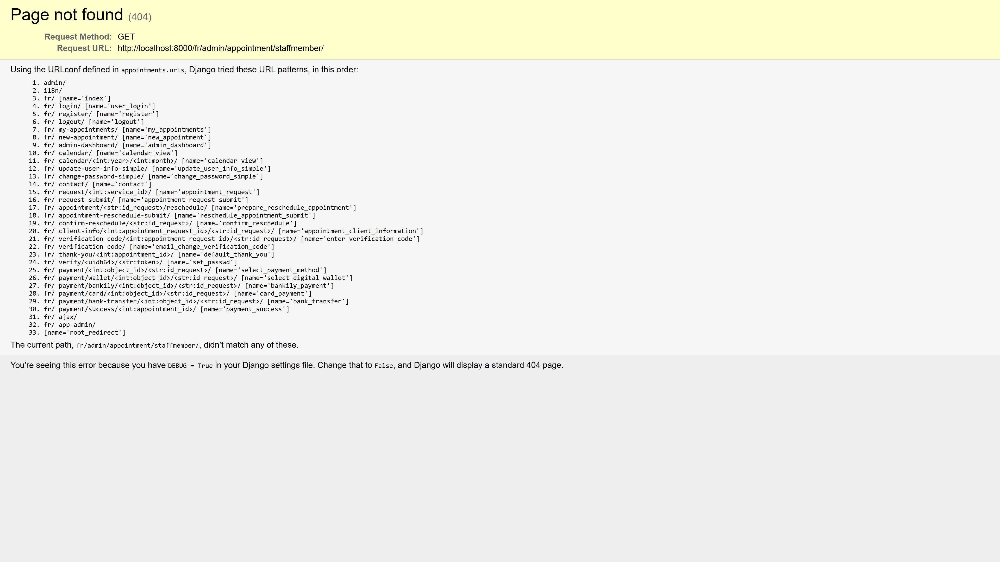 Page not found (404)
Request Method: GET
Request URL: http://localhost:8000/fr/admin/appointment/staffmember/
Using the URLconf defined in appointments.urls, Django tried these URL patterns, in this order:
1. admin/
2. i18n/
3. fr/ [name='index']
4. fr/ login/ [name='user_login']
5. fr/ register/ [name='register']
6. fr/ logout/ [name='logout']
7. fr/ my-appointments/ [name='my_appointments']
8. fr/ new-appointment/ [name='new_appointment']
9. fr/ admin-dashboard/ [name='admin_dashboard']
10. fr/ calendar/ [name='calendar_view']
11. fr/ calendar/<int:year>/<int:month>/ [name='calendar_view']
12. fr/ update-user-info-simple/ [name='update_user_info_simple']
13. fr/ change-password-simple/ [name='change_password_simple']
14. fr/ contact/ [name='contact']
15. fr/ request/<int:service_id>/ [name='appointment_request']
16. fr/ request-submit/ [name='appointment_request_submit']
17. fr/ appointment/<str:id_request>/reschedule/ [name='prepare_reschedule_appointment']
18. fr/ appointment-reschedule-submit/ [name='reschedule_appointment_submit']
19. fr/ confirm-reschedule/<str:id_request>/ [name='confirm_reschedule']
20. fr/ client-info/<int:appointment_request_id>/<str:id_request>/ [name='appointment_client_information']
21. fr/ verification-code/<int:appointment_request_id>/<str:id_request>/ [name='enter_verification_code']
22. fr/ verification-code/ [name='email_change_verification_code']
23. fr/ thank-you/<int:appointment_id>/ [name='default_thank_you']
24. fr/ verify/<uidb64>/<str:token>/ [name='set_passwd']
25. fr/ payment/<int:object_id>/<str:id_request>/ [name='select_payment_method']
26. fr/ payment/wallet/<int:object_id>/<str:id_request>/ [name='select_digital_wallet']
27. fr/ payment/bankily/<int:object_id>/<str:id_request>/ [name='bankily_payment']
28. fr/ payment/card/<int:object_id>/<str:id_request>/ [name='card_payment']
29. fr/ payment/bank-transfer/<int:object_id>/<str:id_request>/ [name='bank_transfer']
30. fr/ payment/success/<int:appointment_id>/ [name='payment_success']
31. fr/ ajax/
32. fr/ app-admin/
33. [name='root_redirect']
The current path, fr/admin/appointment/staffmember/, didn’t match any of these.
You’re seeing this error because you have DEBUG = True in your Django settings file. Change that to False, and Django will display a standard 404 page.